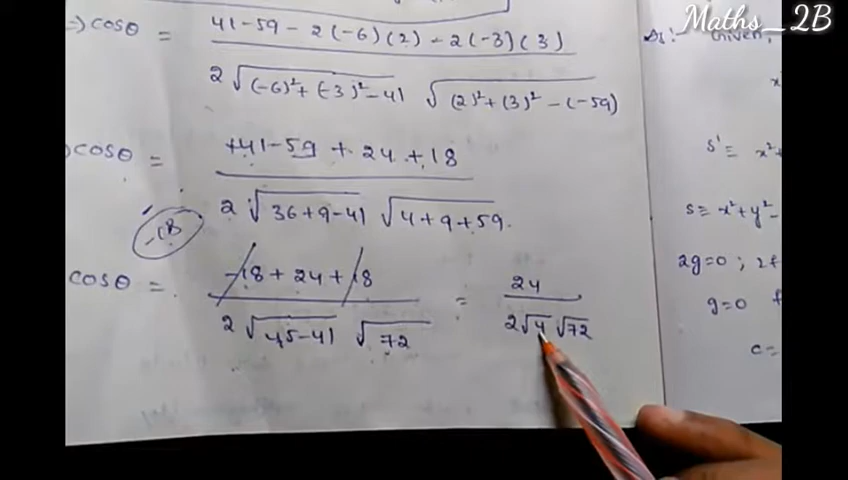 Maths_2B
=) cosθ = 41-59-2(-6)(2)-2(-3)(3) / 2√(-6)²+(-3)²-41 √(2)²+(3)²-(-59)
) cosθ = +41-59+24+18 / 2√36+9-41 √4+9+59.
-18
cosθ = -18+24+18 / 2√45-41 √72 = 24 / 2√4 √72
Given,
x
s' ≡ x²+
s ≡ x²+y²-
2g=0 ; 2f
g=0 f
c=